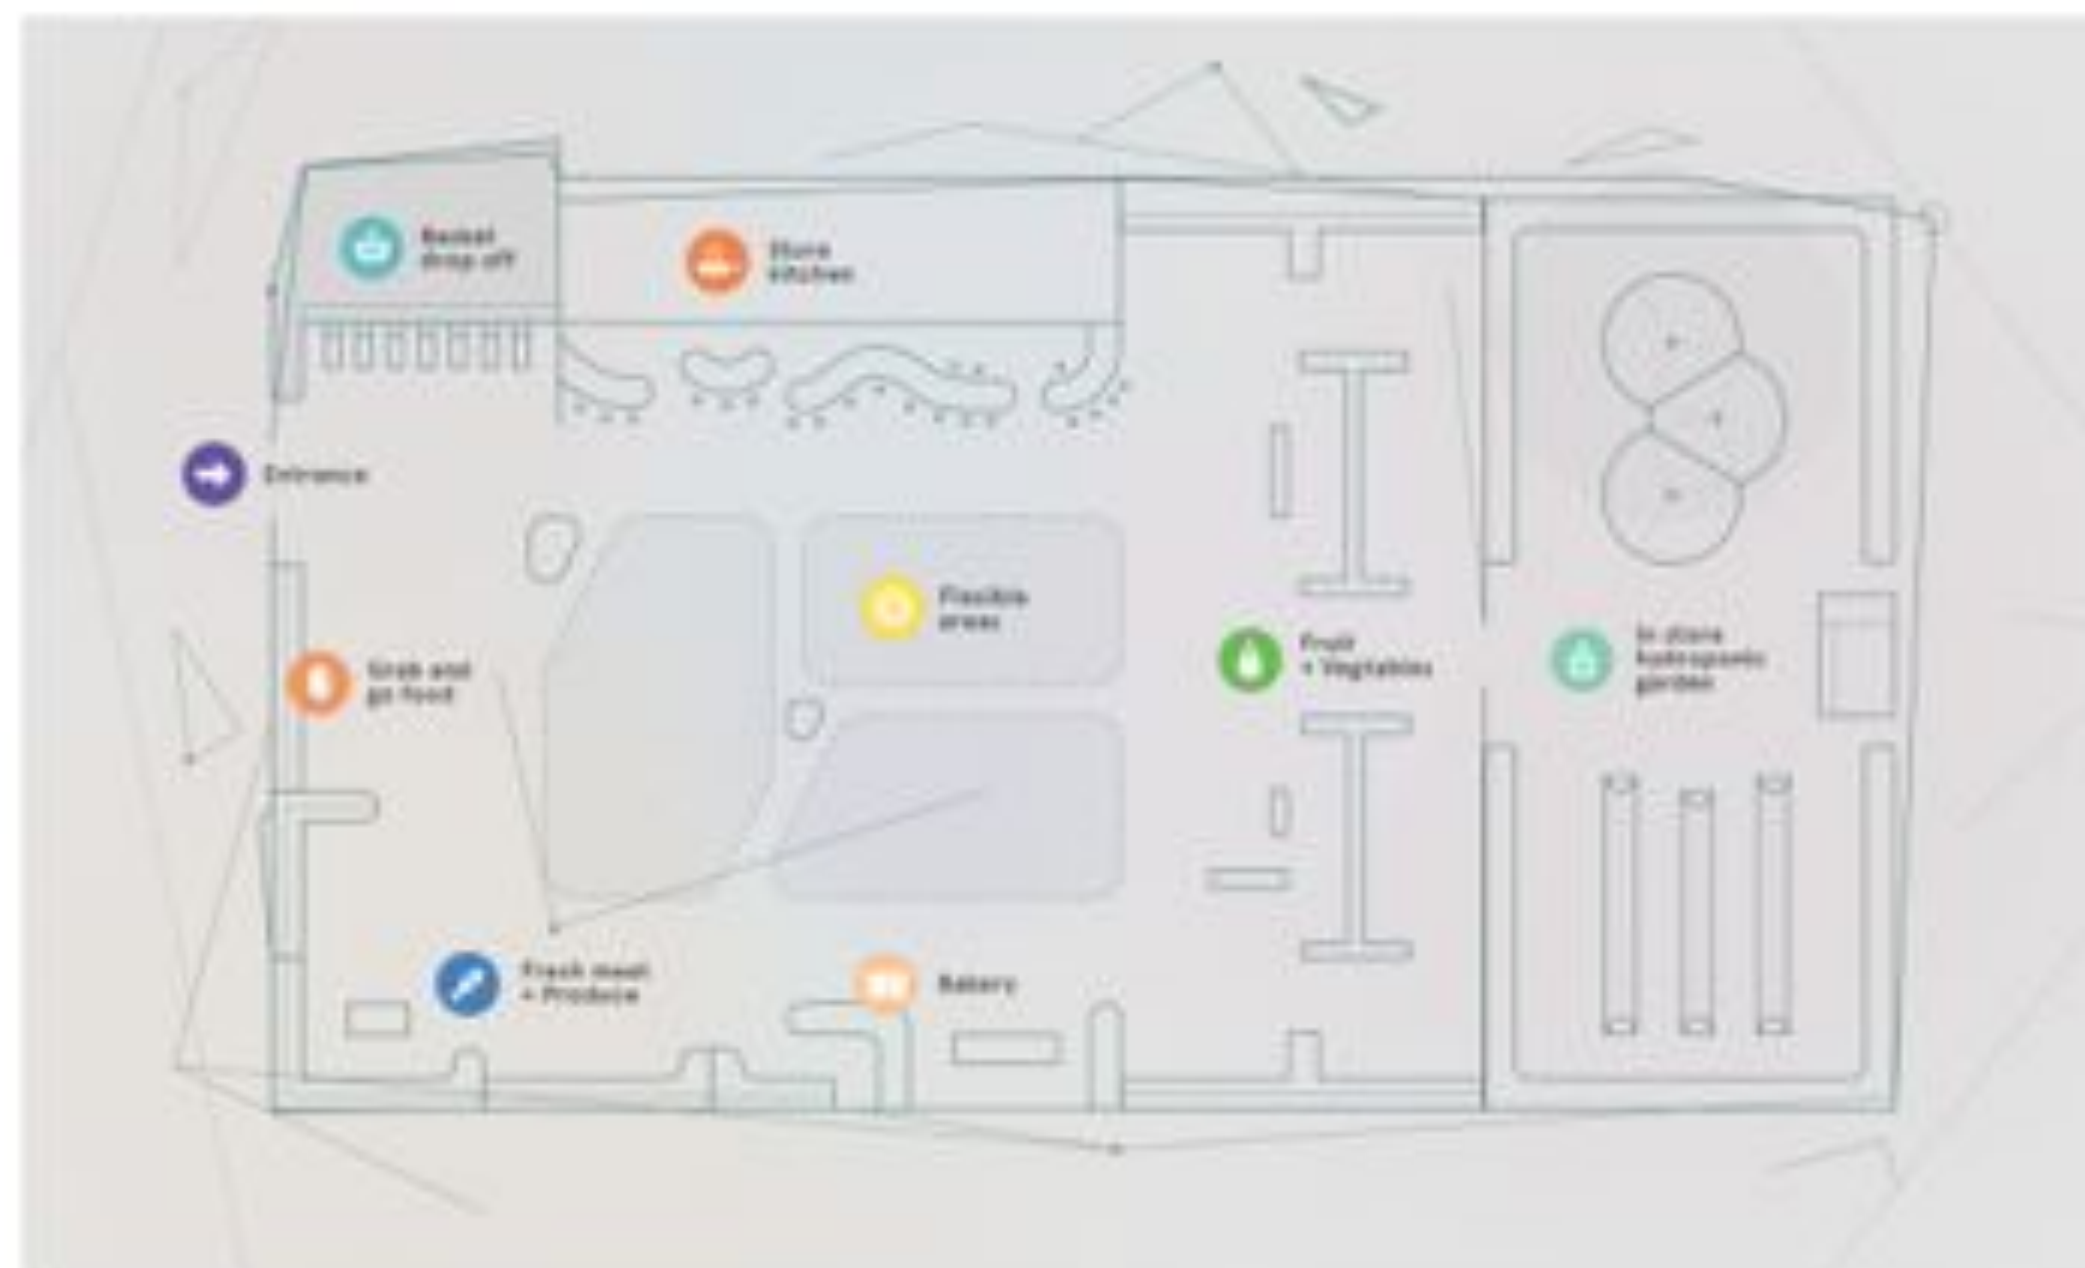 Basket
drop off
Store
kitchen
Entrance
Flexible
areas
Grab and
go food
Fruit
+ Vegtables
In store
hydroponic
garden
Fresh meat
+ Produce
Bakery